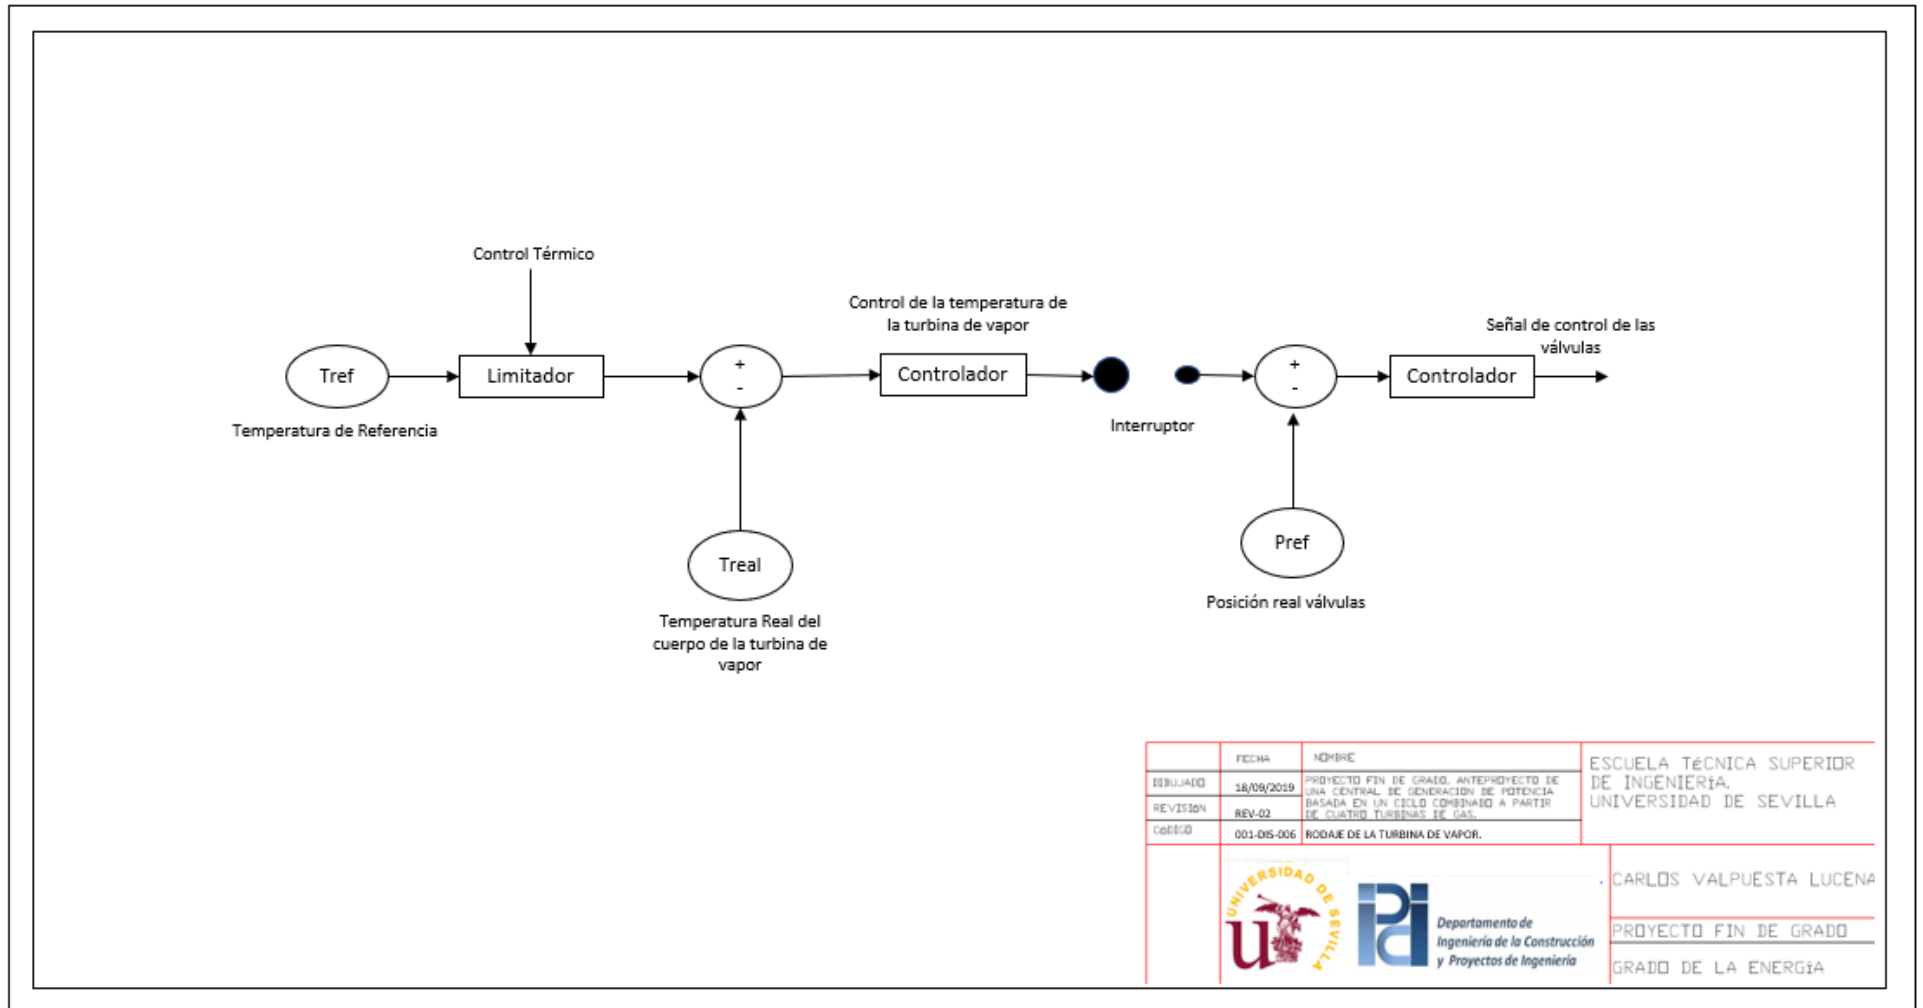 Control Térmico
Control de la temperatura de
la turbina de vapor
Señal de control de las
válvulas
Tref
Limitador
+
-
Controlador
+
-
Controlador
Temperatura de Referencia
Interruptor
Treal
Pref
Temperatura Real del
cuerpo de la turbina de
vapor
Posición real válvulas
FECHA
NOMBRE
DIBUJADO
18/09/2019
PROYECTO FIN DE GRADO, ANTEPROYECTO DE
UNA CENTRAL DE GENERACION DE POTENCIA
BASADA EN UN CICLO COMBINADO A PARTIR
DE CUATRO TURBINAS DE GAS.
REVISIóN
REV-02
CóDIGO
001-DIS-006
RODAJE DE LA TURBINA DE VAPOR.
ESCUELA TéCNICA SUPERIOR
DE INGENIERíA.
UNIVERSIDAD DE SEVILLA
UNIVERSIDAD DE SEVILLA
Departamento de
Ingeniería de la Construcción
y Proyectos de Ingeniería
CARLOS VALPUESTA LUCENA
PROYECTO FIN DE GRADO
GRADO DE LA ENERGíA